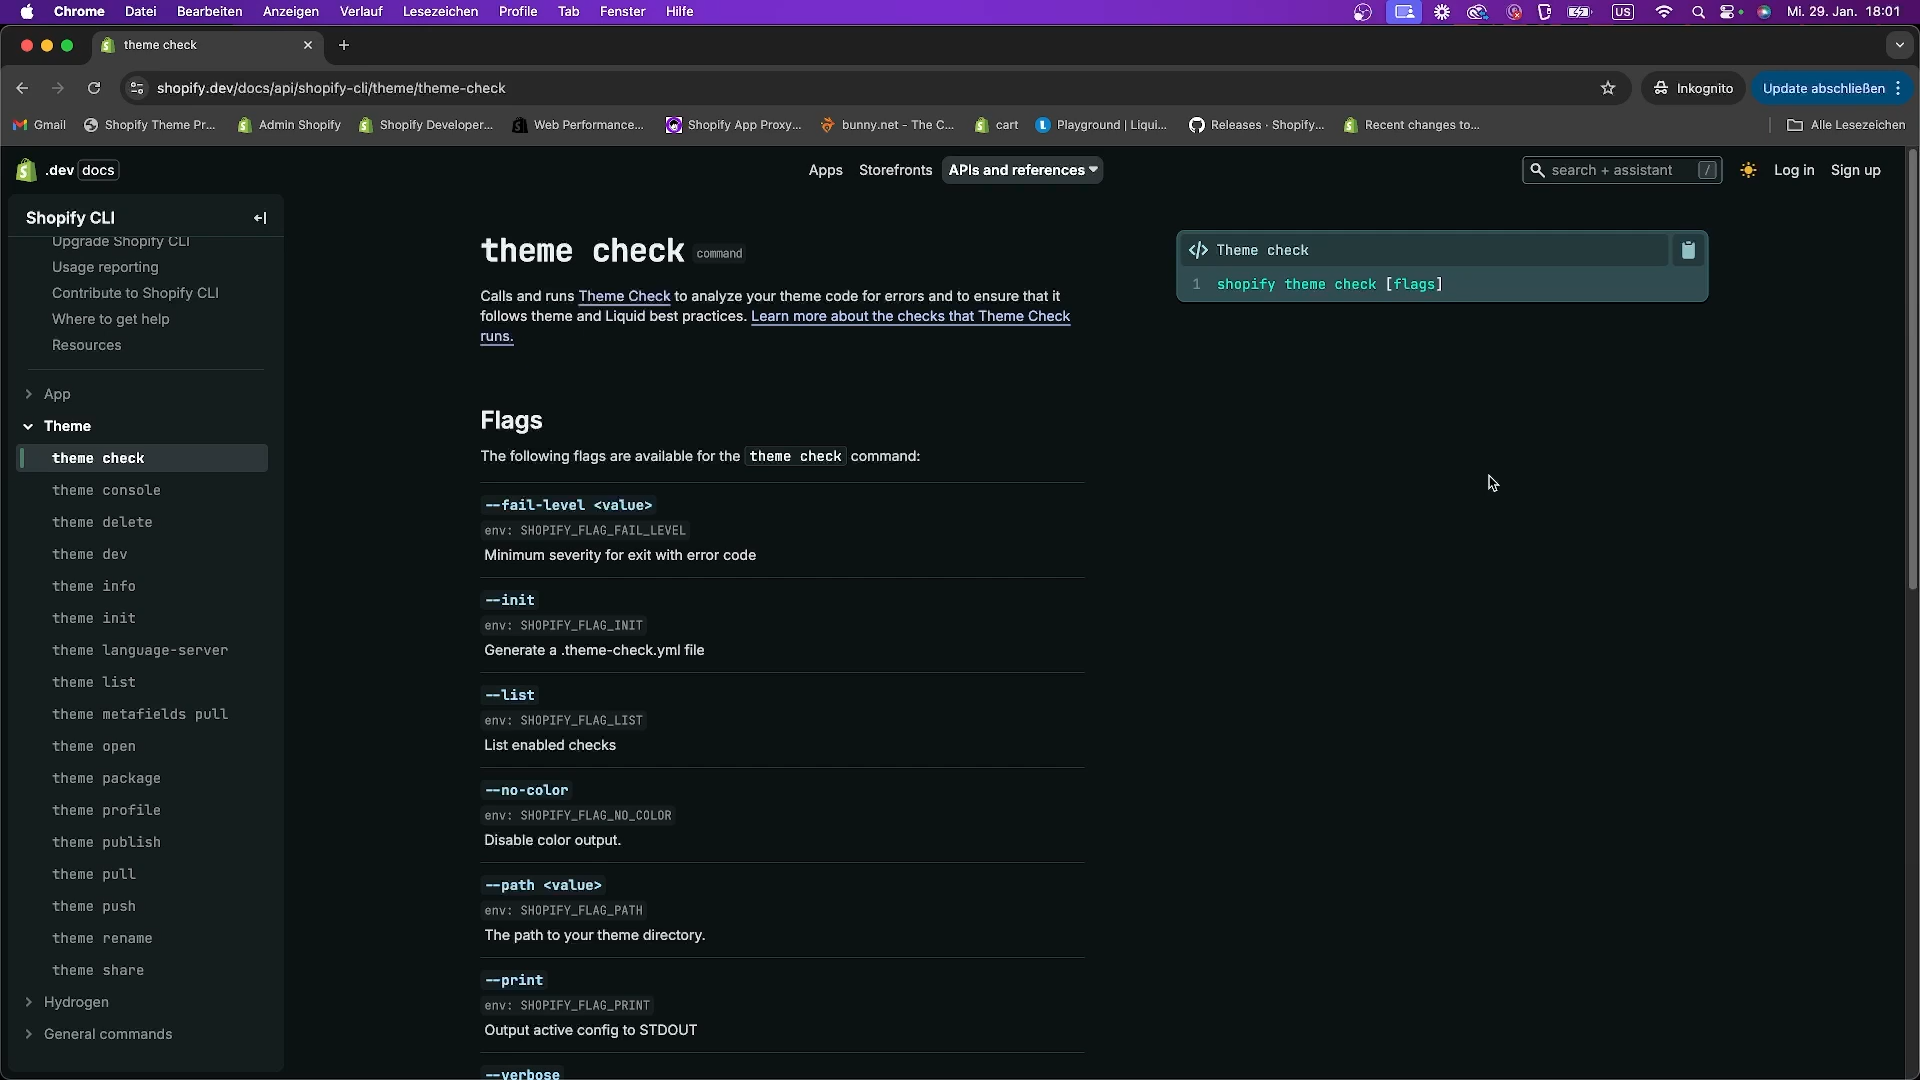 Chrome Datei Bearbeiten Anzeigen Verlauf Lesezeichen Profile Tab Fenster Hilfe US Mi. 29. Jan. 18:01
theme check
shopify.dev/docs/api/shopify-cli/theme/theme-check Inkognito Update abschließen
Gmail Shopify Theme Pr... Admin Shopify Shopify Developer... Web Performance... Shopify App Proxy... bunny.net - The C... cart Playground | Liqui... Releases · Shopify... Recent changes to... Alle Lesezeichen
.dev docs Apps Storefronts APIs and references search + assistant / Log in Sign up
Shopify CLI
Upgrade Shopify CLI
Usage reporting
Contribute to Shopify CLI
Where to get help
Resources
App
Theme
theme check
theme console
theme delete
theme dev
theme info
theme init
theme language-server
theme list
theme metafields pull
theme open
theme package
theme profile
theme publish
theme pull
theme push
theme rename
theme share
Hydrogen
General commands
theme check command
Calls and runs Theme Check to analyze your theme code for errors and to ensure that it
follows theme and Liquid best practices. Learn more about the checks that Theme Check
runs.
Flags
The following flags are available for the theme check command:
--fail-level <value>
env: SHOPIFY_FLAG_FAIL_LEVEL
Minimum severity for exit with error code
--init
env: SHOPIFY_FLAG_INIT
Generate a .theme-check.yml file
--list
env: SHOPIFY_FLAG_LIST
List enabled checks
--no-color
env: SHOPIFY_FLAG_NO_COLOR
Disable color output.
--path <value>
env: SHOPIFY_FLAG_PATH
The path to your theme directory.
--print
env: SHOPIFY_FLAG_PRINT
Output active config to STDOUT
--verbose
</> Theme check
1 shopify theme check [flags]